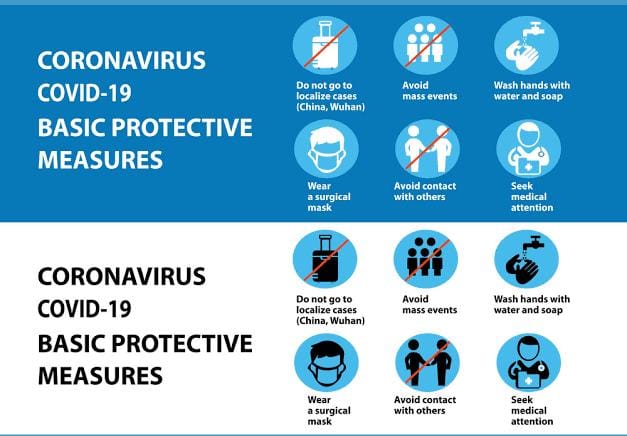 CORONAVIRUS
COVID-19
BASIC PROTECTIVE
MEASURES
Do not go to
localize cases
(China, Wuhan)
Avoid
mass events
Wash hands with
water and soap
Wear
a surgical
mask
Avoid contact
with others
Seek
medical
attention
CORONAVIRUS
COVID-19
BASIC PROTECTIVE
MEASURES
Do not go to
localize cases
(China, Wuhan)
Avoid
mass events
Wash hands with
water and soap
Wear
a surgical
mask
Avoid contact
with others
Seek
medical
attention